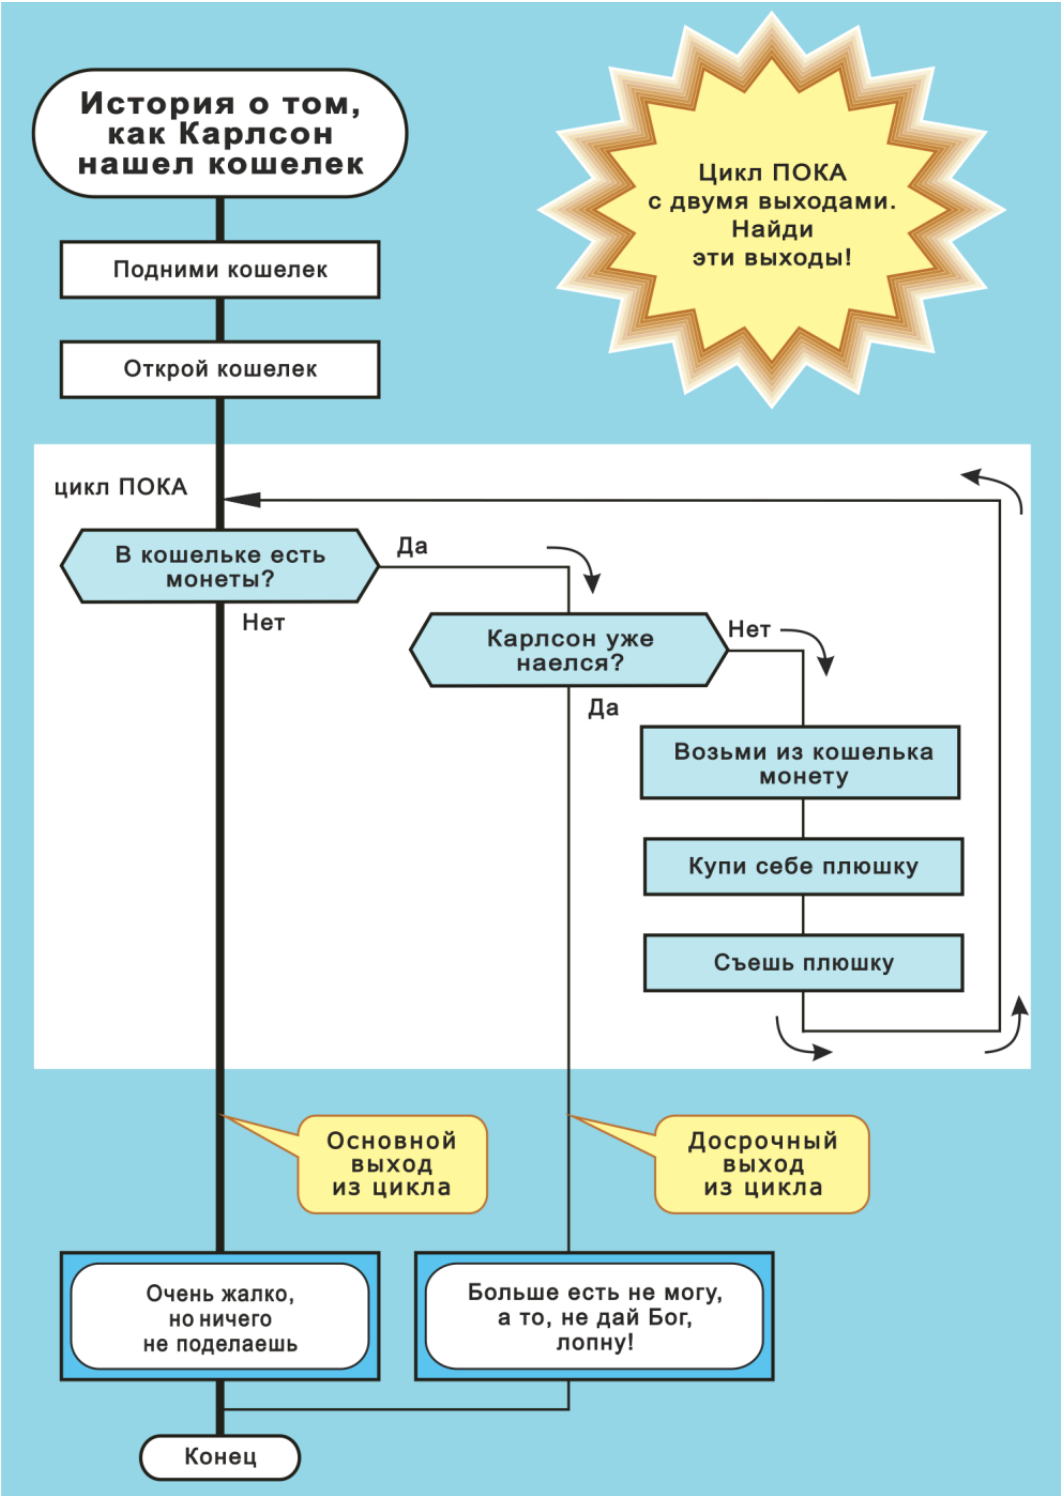 История о том,
как Карлсон
нашел кошелек
Цикл ПОКА
с двумя выходами.
Найди
эти выходы!
Подними кошелек
Открой кошелек
цикл ПОКА
В кошельке есть
монеты?
Да
Нет
Карлсон уже
наелся?
Нет
Да
Возьми из кошелька
монету
Купи себе плюшку
Съешь плюшку
Основной
выход
из цикла
Досрочный
выход
из цикла
Очень жалко,
но ничего
не поделаешь
Больше есть не могу,
а то, не дай Бог,
лопну!
Конец